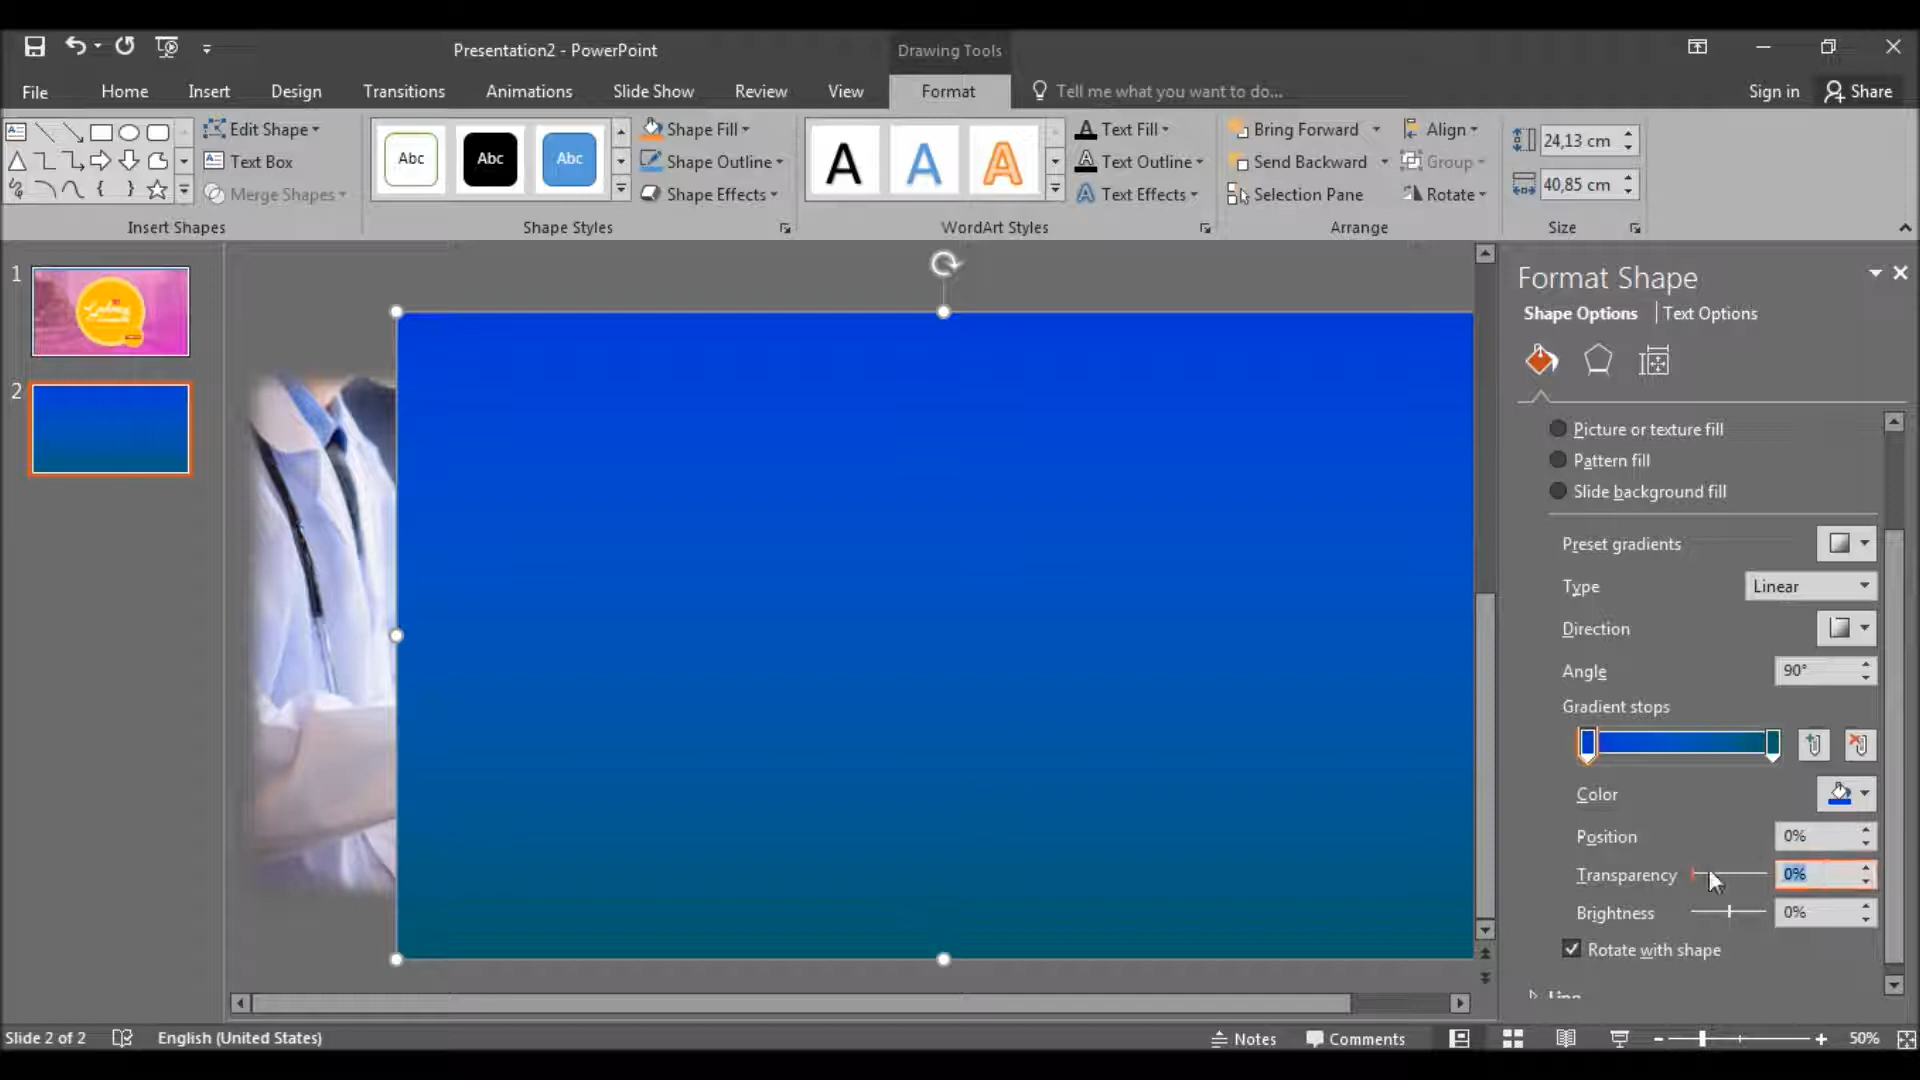 Presentation2 - PowerPoint
Drawing Tools
File
Home
Insert
Design
Transitions
Animations
Slide Show
Review
View
Format
Tell me what you want to do...
Sign in
Share
Edit Shape
Text Box
Merge Shapes
Insert Shapes
Abc
Abc
Abc
Shape Fill
Shape Outline
Shape Effects
Shape Styles
A
A
A
Text Fill
Text Outline
Text Effects
WordArt Styles
Bring Forward
Send Backward
Selection Pane
Align
Group
Rotate
Arrange
24,13 cm
40,85 cm
Size
1
2
Format Shape
Shape Options
Text Options
Picture or texture fill
Pattern fill
Slide background fill
Preset gradients
Type
Linear
Direction
Angle
90°
Gradient stops
Color
Position
0%
Transparency
0%
Brightness
0%
Rotate with shape
Line
Slide 2 of 2
English (United States)
Notes
Comments
50%